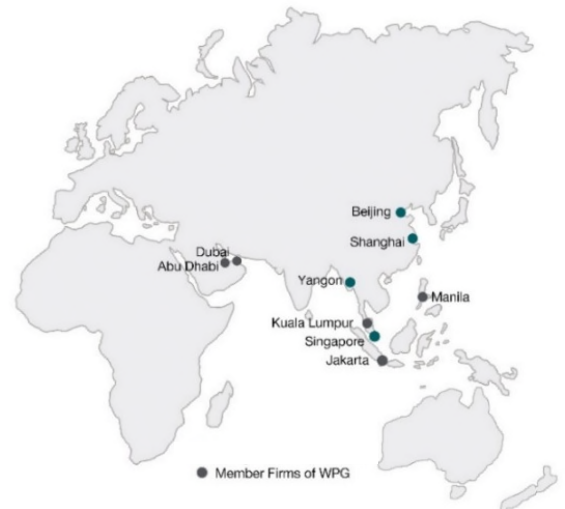 Beijing
Shanghai
Dubai
Abu Dhabi
Yangon
Manila
Kuala Lumpur
Singapore
Jakarta
Member Firms of WPG